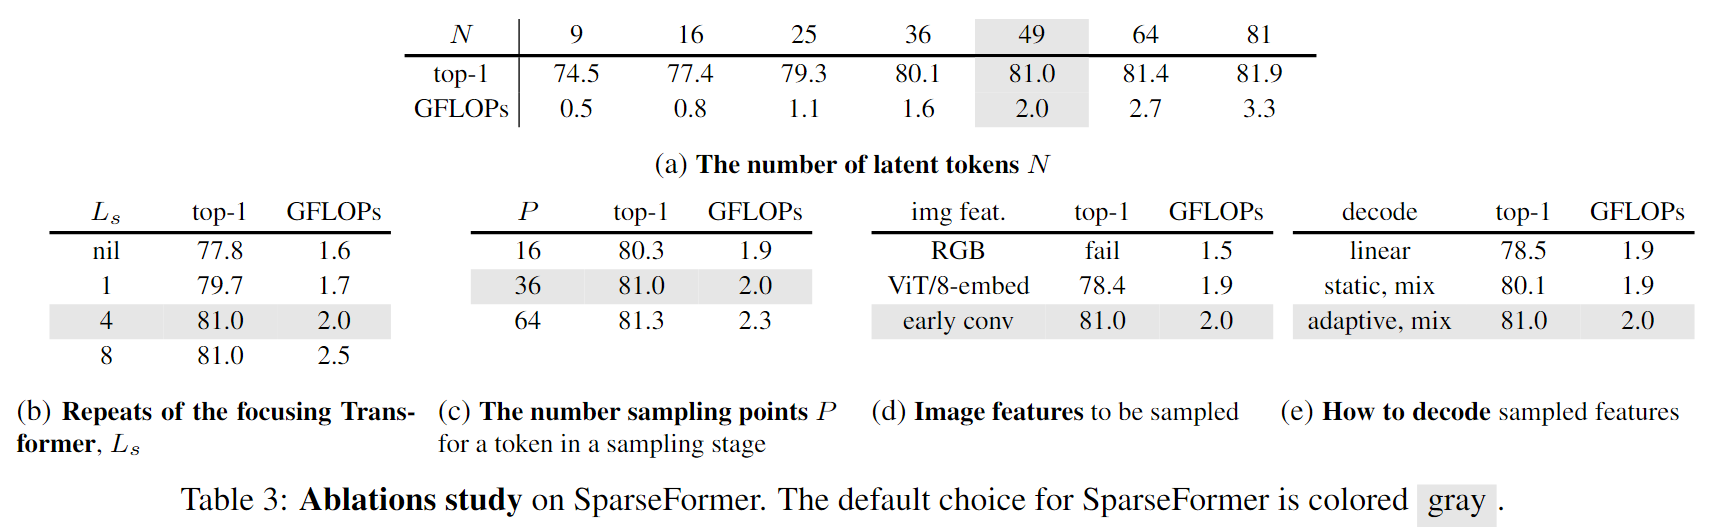 N 9 16 25 36 49 64 81
top-1 74.5 77.4 79.3 80.1 81.0 81.4 81.9
GFLOPs 0.5 0.8 1.1 1.6 2.0 2.7 3.3
(a) The number of latent tokens N
Ls top-1 GFLOPs
nil 77.8 1.6
1 79.7 1.7
4 81.0 2.0
8 81.0 2.5
(b) Repeats of the focusing Trans-
former, Ls
P top-1 GFLOPs
16 80.3 1.9
36 81.0 2.0
64 81.3 2.3
(c) The number sampling points P
for a token in a sampling stage
img feat. top-1 GFLOPs
RGB fail 1.5
ViT/8-embed 78.4 1.9
early conv 81.0 2.0
(d) Image features to be sampled
decode top-1 GFLOPs
linear 78.5 1.9
static, mix 80.1 1.9
adaptive, mix 81.0 2.0
(e) How to decode sampled features
Table 3: Ablations study on SparseFormer. The default choice for SparseFormer is colored gray .